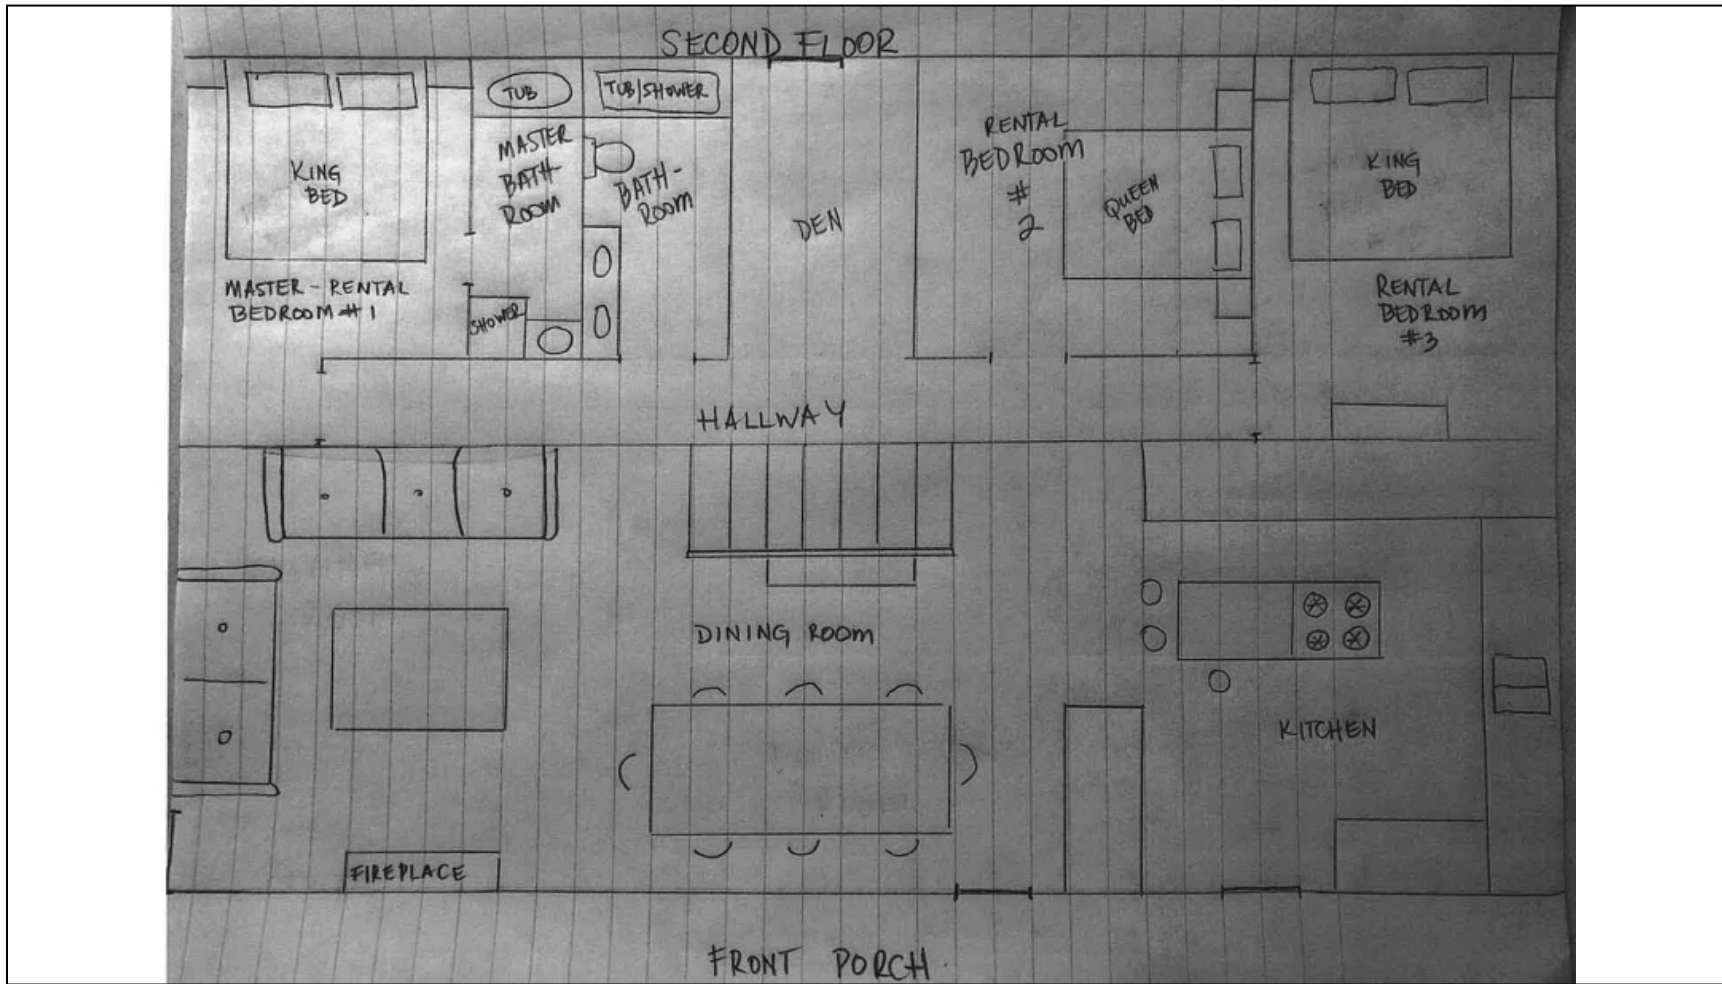 SECOND FLOOR
TUB
TUB/SHOWER
KING
BED
MASTER
BATH-
ROOM
BATH-
ROOM
DEN
RENTAL
BEDROOM
#
2
QUEEN
BED
KING
BED
MASTER - RENTAL
BEDROOM #1
SHOWER
RENTAL
BEDROOM
#3
HALLWAY
DINING ROOM
KITCHEN
FIREPLACE
FRONT PORCH